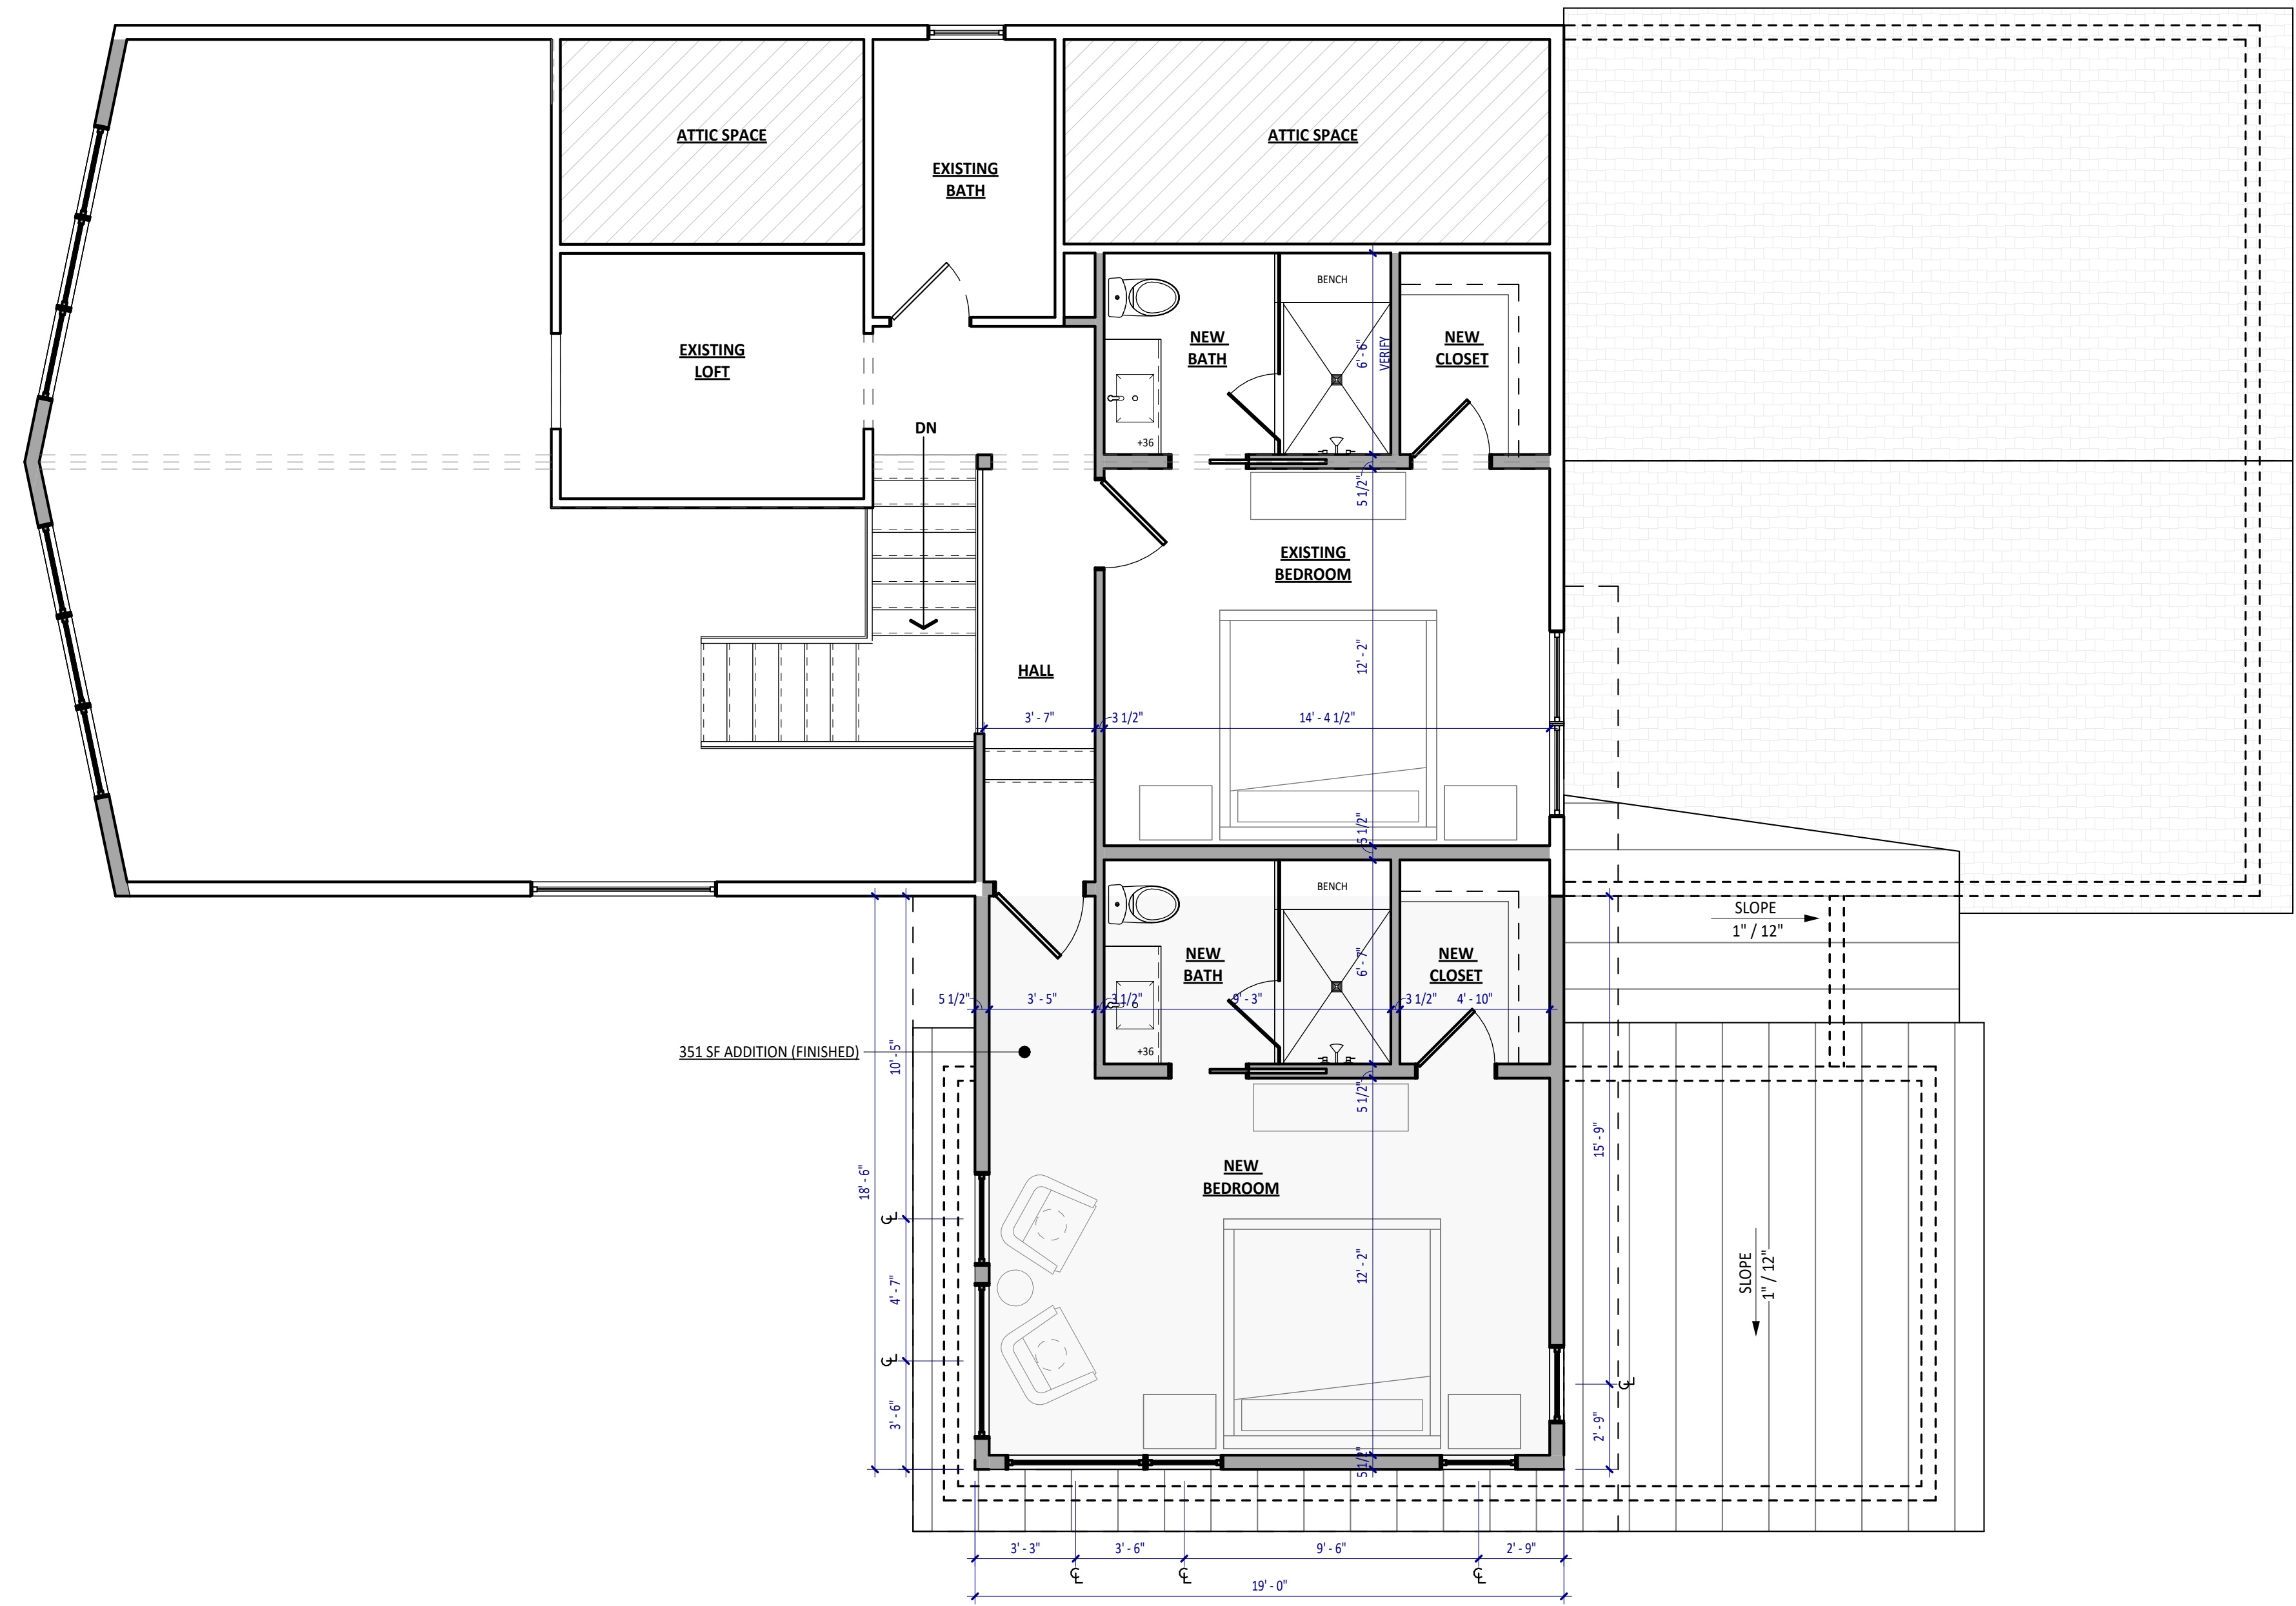 ATTIC SPACE
ATTIC SPACE
EXISTING
BATH
BENCH
NEW
BATH
NEW
CLOSET
6' - 6"
VERIFY
EXISTING
LOFT
DN
+36
5 1/2"
EXISTING
BEDROOM
12' - 2"
HALL
3' - 7"
3 1/2"
14' - 4 1/2"
5 1/2"
BENCH
SLOPE
1" / 12"
NEW
BATH
NEW
CLOSET
6' - 7"
5 1/2"
3' - 5"
3 1/2"
9' - 3"
3 1/2"
4' - 10"
351 SF ADDITION (FINISHED)
10' - 5"
+36
5 1/2"
15' - 9"
18' - 6"
NEW
BEDROOM
4' - 7"
12' - 2"
SLOPE
1" / 12"
3' - 6"
2' - 9"
5 1/2"
3' - 3"
3' - 6"
9' - 6"
2' - 9"
19' - 0"